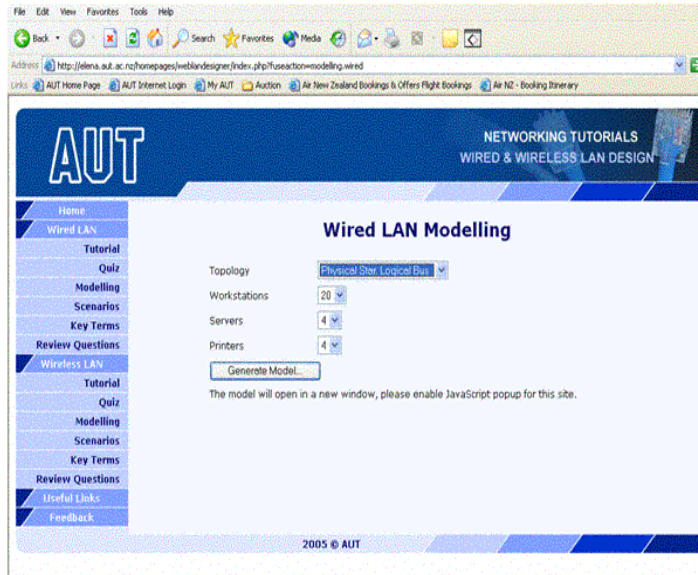 File Edit View Favorites Tools Help
Back Search Favorites Media
Address http://elena.aut.ac.nz/homepages/weblandesigner/index.php?fuseaction=modelling.wired
Links AUT Home Page AUT Internet Login My AUT Auction Air New Zealand Bookings & Offers Flight Bookings Air NZ - Booking Itinerary
AUT
NETWORKING TUTORIALS
WIRED & WIRELESS LAN DESIGN
Home
Wired LAN
Tutorial
Quiz
Modelling
Scenarios
Key Terms
Review Questions
Wireless LAN
Tutorial
Quiz
Modelling
Scenarios
Key Terms
Review Questions
Useful Links
Feedback
Wired LAN Modelling
Topology Physical Star, Logical Bus
Workstations 20
Servers 4
Printers 4
Generate Model...
The model will open in a new window, please enable JavaScript popup for this site.
2005 © AUT